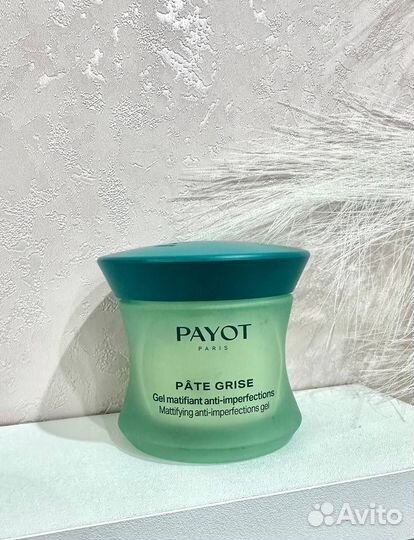 PAYOT
PARIS
PÂTE GRISE
Gel matifiant anti-imperfections
Mattifying anti-imperfections gel
Avito